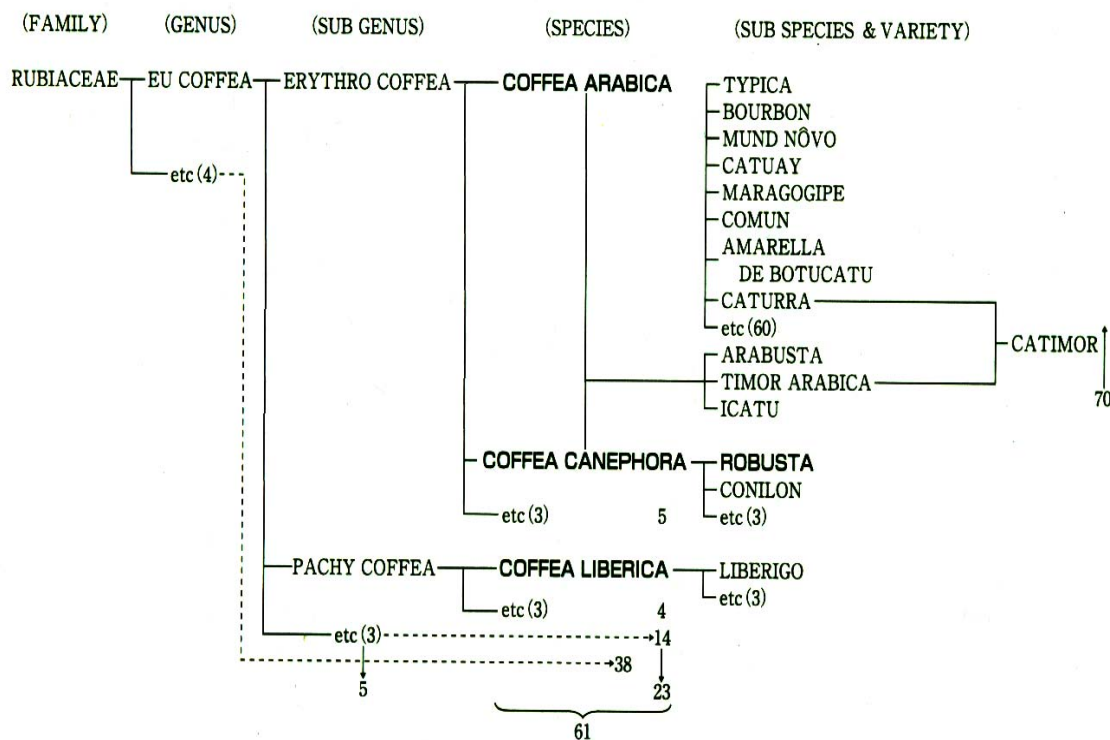 (FAMILY) (GENUS) (SUB GENUS) (SPECIES) (SUB SPECIES & VARIETY)
RUBIACEAE EU COFFEA ERYTHRO COFFEA COFFEA ARABICA TYPICA
BOURBON
MUND NÔVO
etc (4) CATUAY
MARAGOGIPE
COMUN
AMARELLA
DE BOTUCATU
CATURRA
etc (60)
CATIMOR
ARABUSTA
TIMOR ARABICA
70
ICATU
COFFEA CANEPHORA ROBUSTA
CONILON
etc (3) 5 etc (3)
PACHY COFFEA COFFEA LIBERICA LIBERIGO
etc (3) 4 etc (3)
etc (3) 14
38
5 23
61